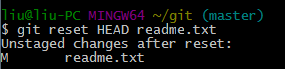 liu@liu-PC MINGW64 ~/git (master)
$ git reset HEAD readme.txt
Unstaged changes after reset:
M       readme.txt